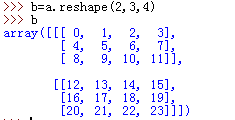 >>> b=a.reshape(2,3,4)
>>> b
array([[[ 0,  1,  2,  3],
        [ 4,  5,  6,  7],
        [ 8,  9, 10, 11]],
       [[12, 13, 14, 15],
        [16, 17, 18, 19],
        [20, 21, 22, 23]]])